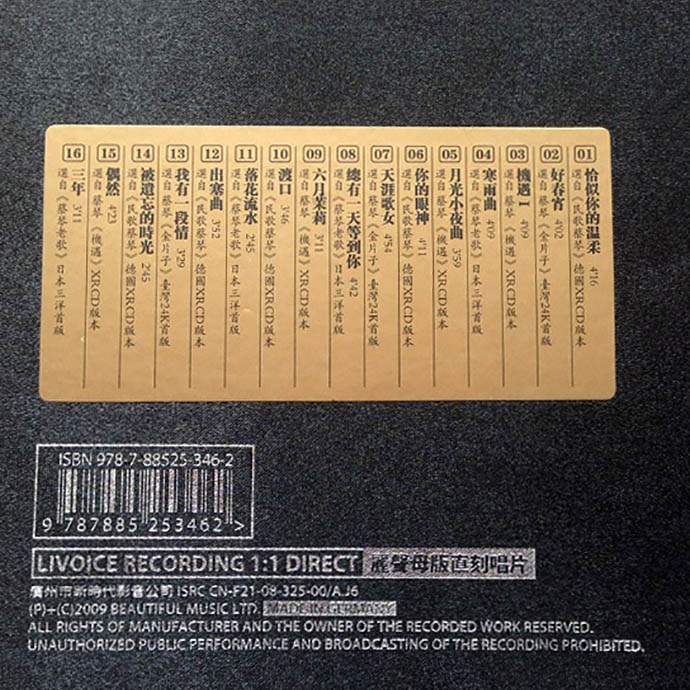 01 恰似你的温柔 4'16 選自《民歌蔡琴》德國XRCD版本
02 好春宵 4'02 選自《蔡琴《金片子》臺灣24K首版
03 機遇I 4'09 選自《蔡琴《機遇》XRCD版本
04 寒雨曲 4'09 選自《蔡琴老歌》日本三洋首版
05 月光小夜曲 3'59 選自《蔡琴《機遇》XRCD版本
06 你的眼神 4'11 選自《民歌蔡琴》德國XRCD版本
07 天涯歌女 4'54 選自《蔡琴《金片子》臺灣24K首版
08 總有一天等到你 4'42 選自《蔡琴《機遇》XRCD版本
09 六月茉莉 3'11 選自《蔡琴老歌》日本三洋首版
10 渡口 3'46 選自《民歌蔡琴》德國XRCD版本
11 落花流水 2'45 選自《蔡琴老歌》日本三洋首版
12 出塞曲 3'52 選自《民歌蔡琴》德國XRCD版本
13 我有一段情 3'29 選自《蔡琴《金片子》臺灣24K首版
14 被遺忘的時光 2'45 選自《民歌蔡琴》德國XRCD版本
15 偶然 4'23 選自《蔡琴《機遇》XRCD版本
16 三年 3'11 選自《蔡琴老歌》日本三洋首版
ISBN 978-7-88525-346-2
9 787885 253462 >
LIVOICE RECORDING 1:1 DIRECT 麗聲母版直刻唱片
廣州市新時代影音公司 ISRC CN-F21-08-325-00/A.J6
(P)+(C)2009 BEAUTIFUL MUSIC LTD. MADE IN GERMANY
ALL RIGHTS OF MANUFACTURER AND THE OWNER OF THE RECORDED WORK RESERVED.
UNAUTHORIZED PUBLIC PERFORMANCE AND BROADCASTING OF THE RECORDING PROHIBITED.